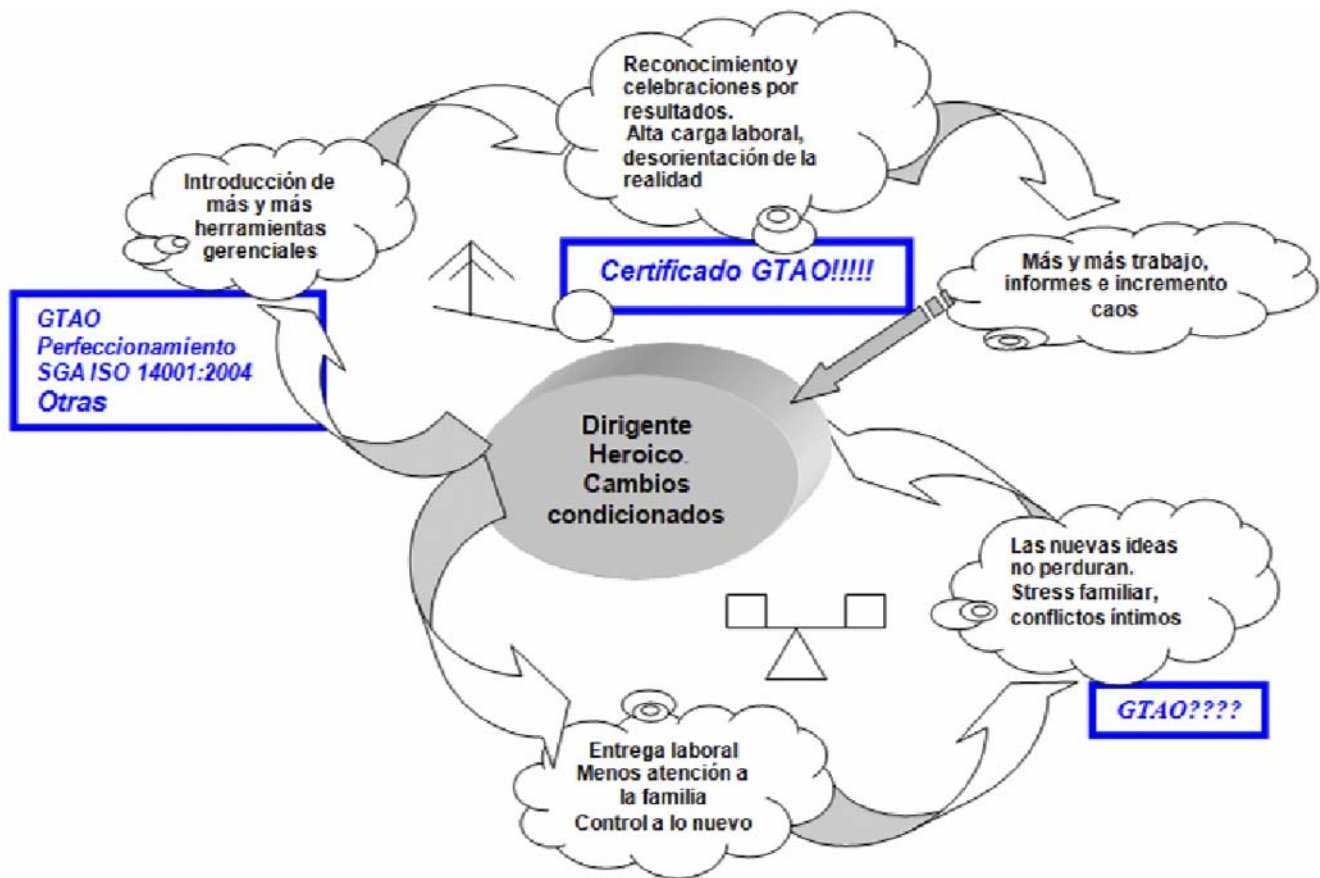 Reconocimiento y
celebraciones por
resultados.
Alta carga laboral,
desorientación de la
realidad
Introducción de
más y más
herramientas
gerenciales
Certificado GTAO!!!!!
Más y más trabajo,
informes e incremento
caos
GTAO
Perfeccionamiento
SGA ISO 14001:2004
Otras
Dirigente
Heroico.
Cambios
condicionados
Las nuevas ideas
no perduran.
Stress familiar,
conflictos íntimos
GTAO????
Entrega laboral
Menos atención a
la familia
Control a lo nuevo